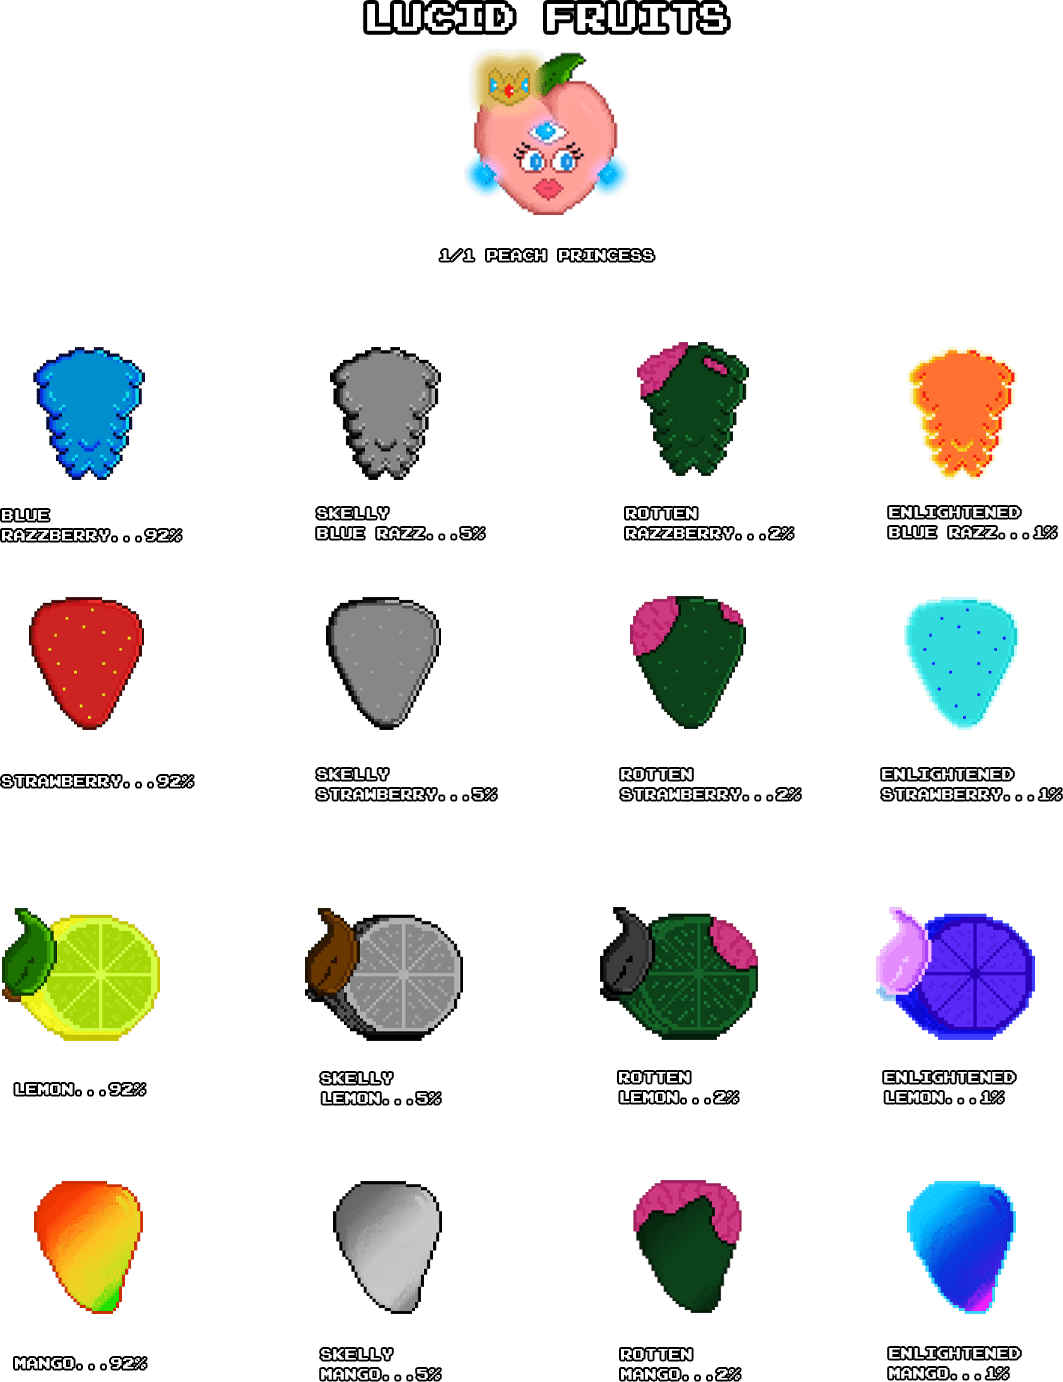 LUCID FRUITS
1/1 PEACH PRINCESS
BLUE
RAZZBERRY...92%
SKELLY
BLUE RAZZ...5%
ROTTEN
RAZZBERRY...2%
ENLIGHTENED
BLUE RAZZ...1%
STRAWBERRY...92%
SKELLY
STRAWBERRY...5%
ROTTEN
STRAWBERRY...2%
ENLIGHTENED
STRAWBERRY...1%
LEMON...92%
SKELLY
LEMON...5%
ROTTEN
LEMON...2%
ENLIGHTENED
LEMON...1%
MANGO...92%
SKELLY
MANGO...5%
ROTTEN
MANGO...2%
ENLIGHTENED
MANGO...1%